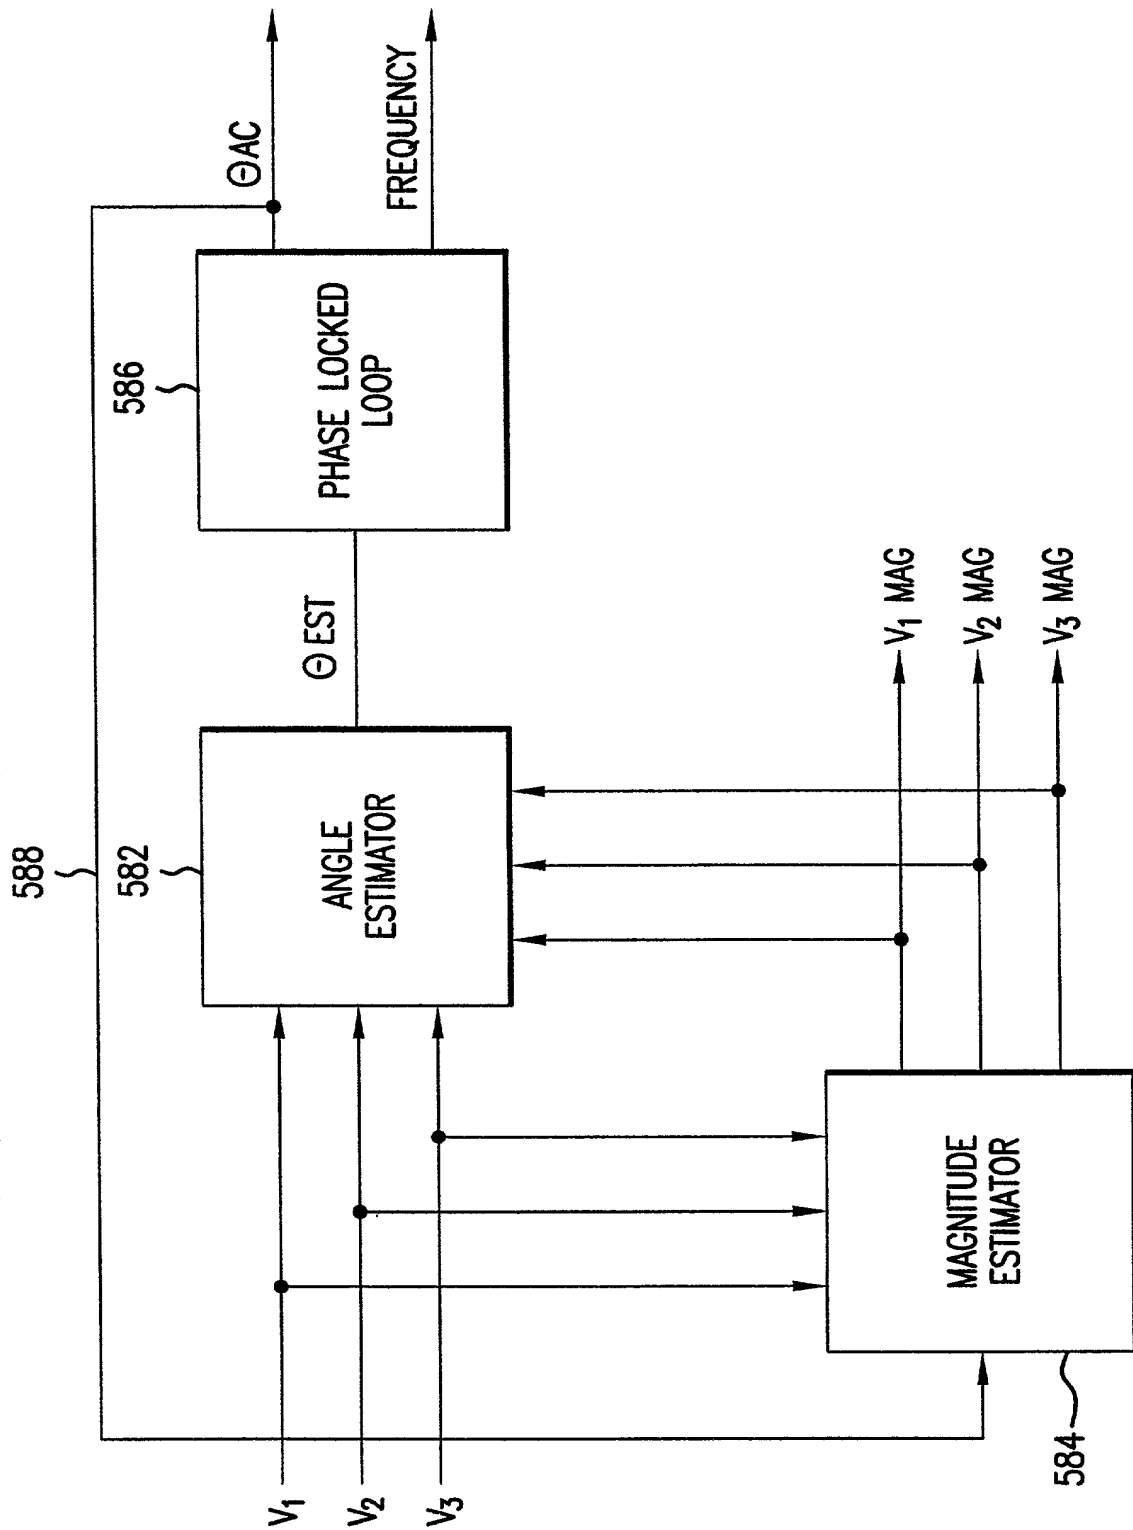 588
586
ΘAC
FREQUENCY
582
PHASE LOCKED
LOOP
Θ EST
ANGLE
ESTIMATOR
V1
V2
V3
V1 MAG
V2 MAG
V3 MAG
MAGNITUDE
ESTIMATOR
584